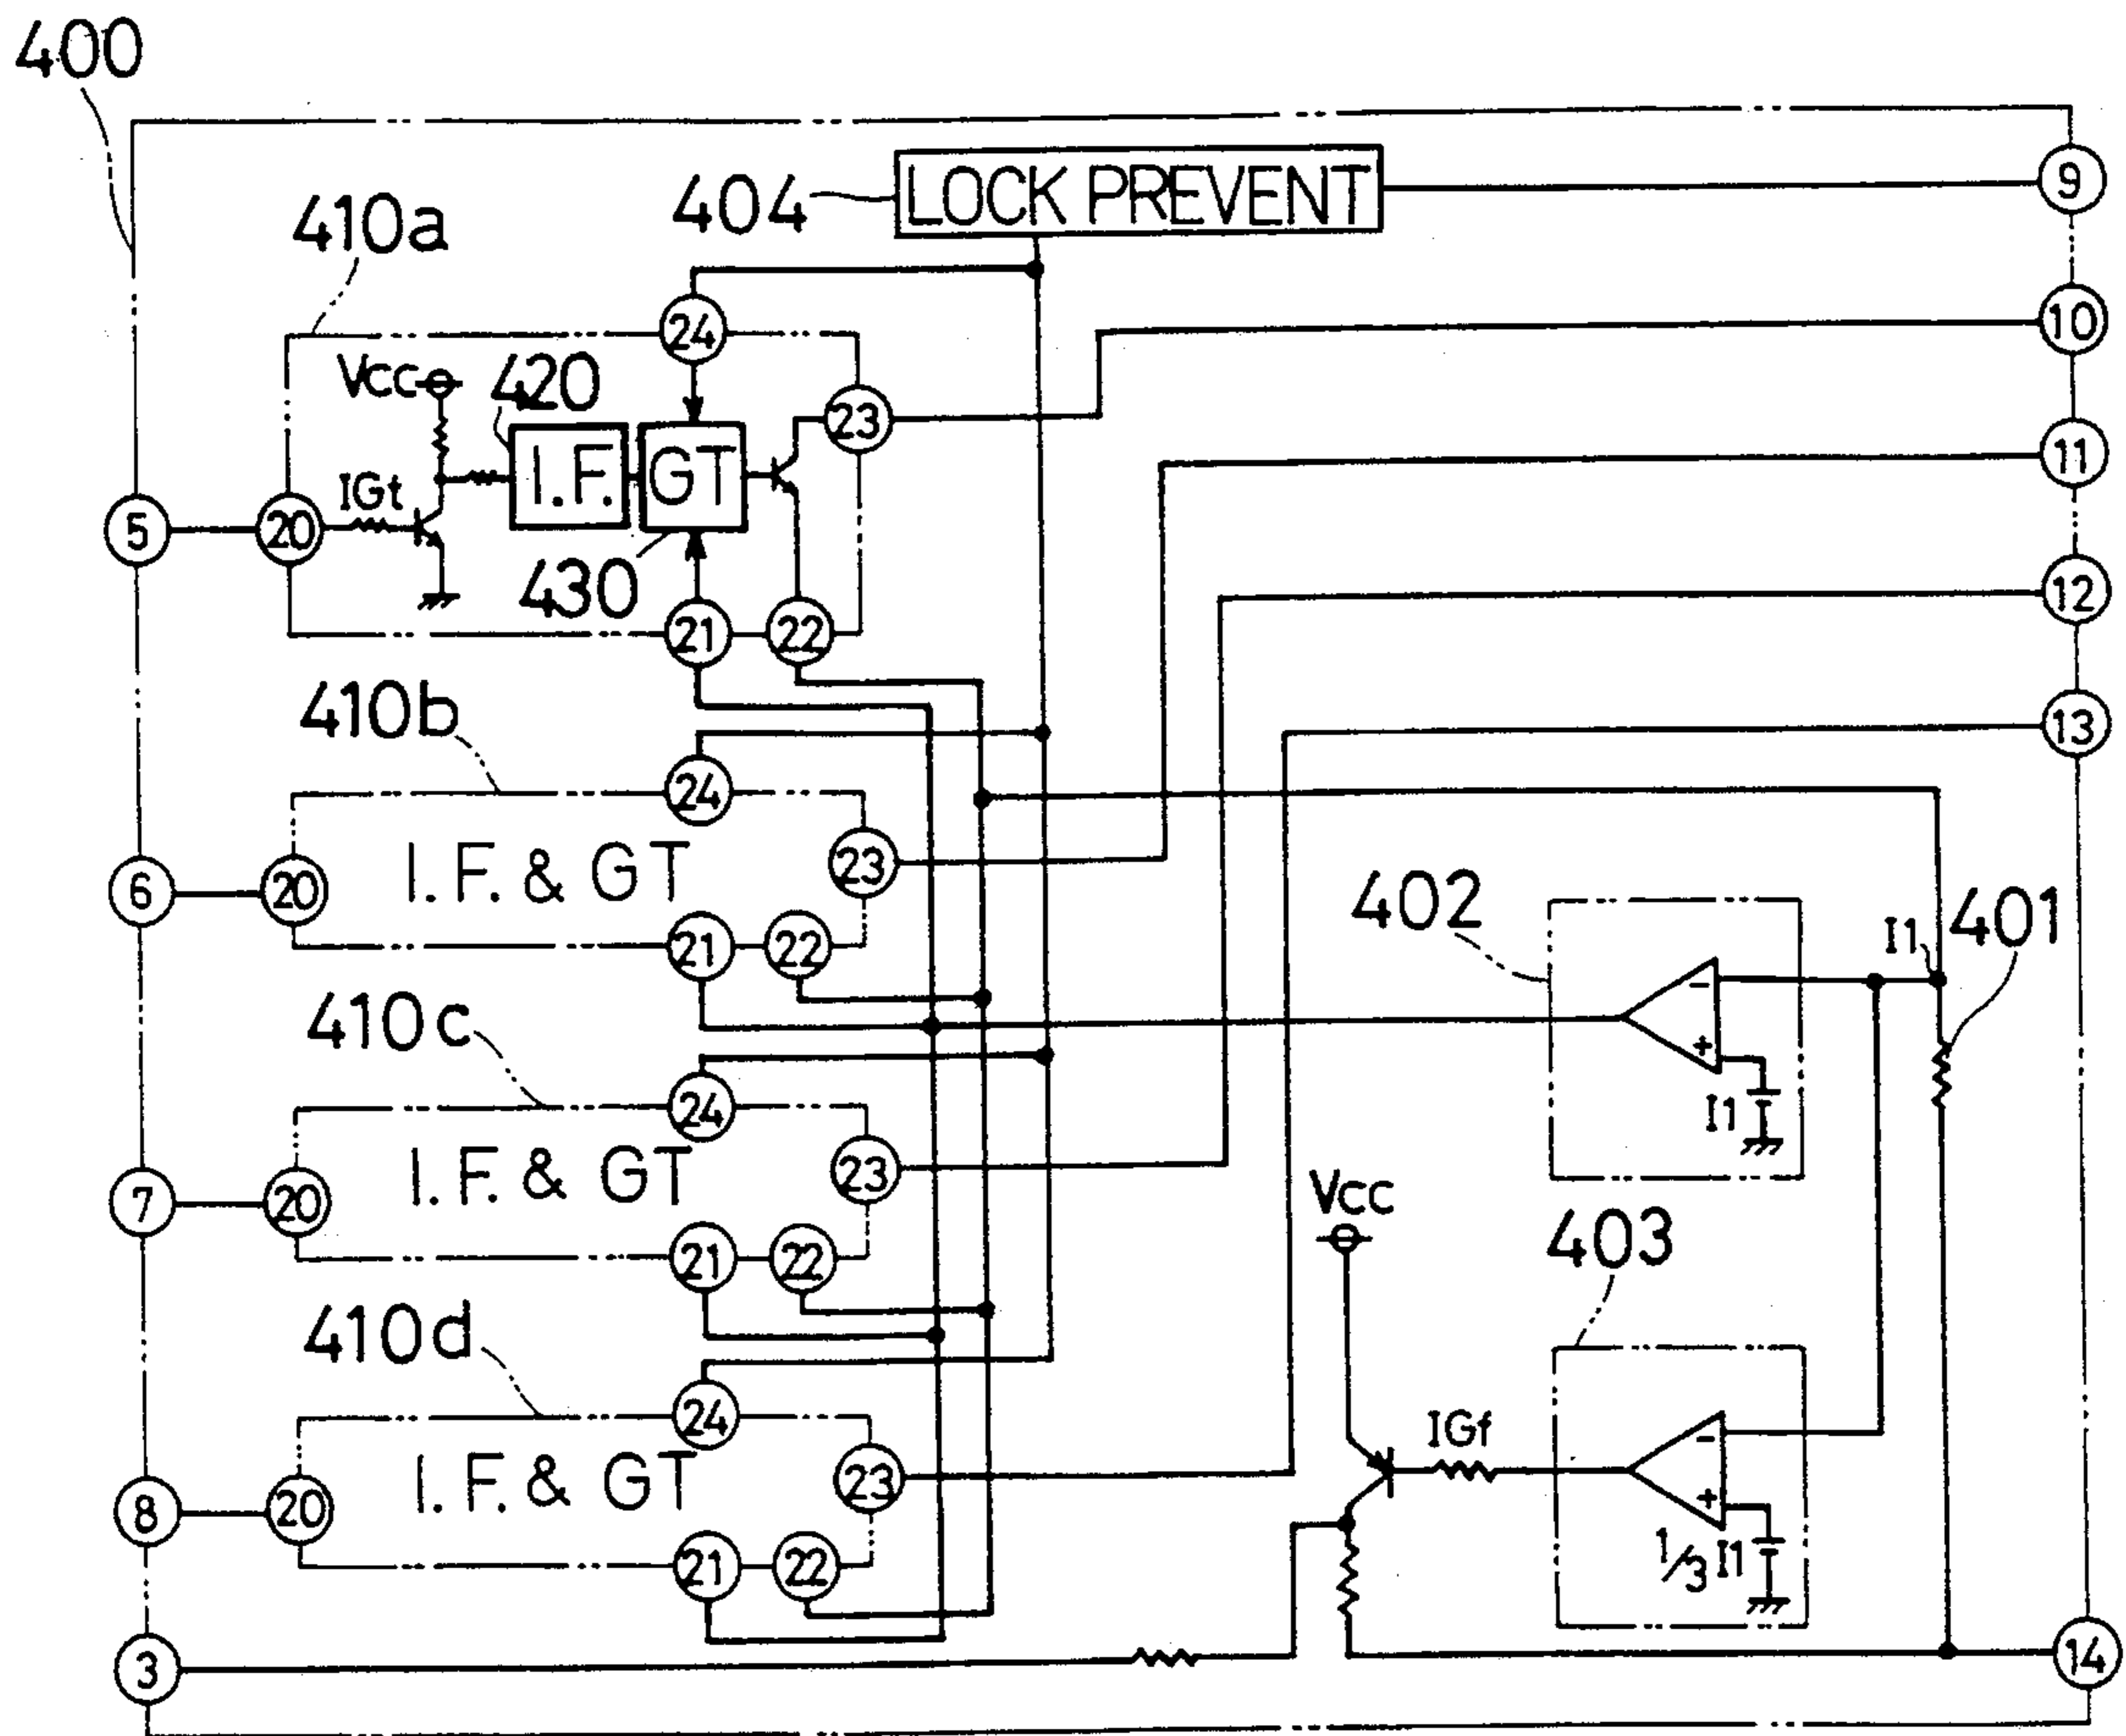 400
404
LOCK PREVENT
9
410a
24
10
Vcc
420
23
I.F.
GT
11
IGt
5
20
430
12
21
22
410b
13
24
I.F. & GT
23
6
20
402
401
I1
21
22
−
410c
+
24
I1
I.F. & GT
23
7
20
Vcc
403
21
22
410d
24
IGf
−
I.F. & GT
23
8
20
+
1/3 I1
21
22
3
14